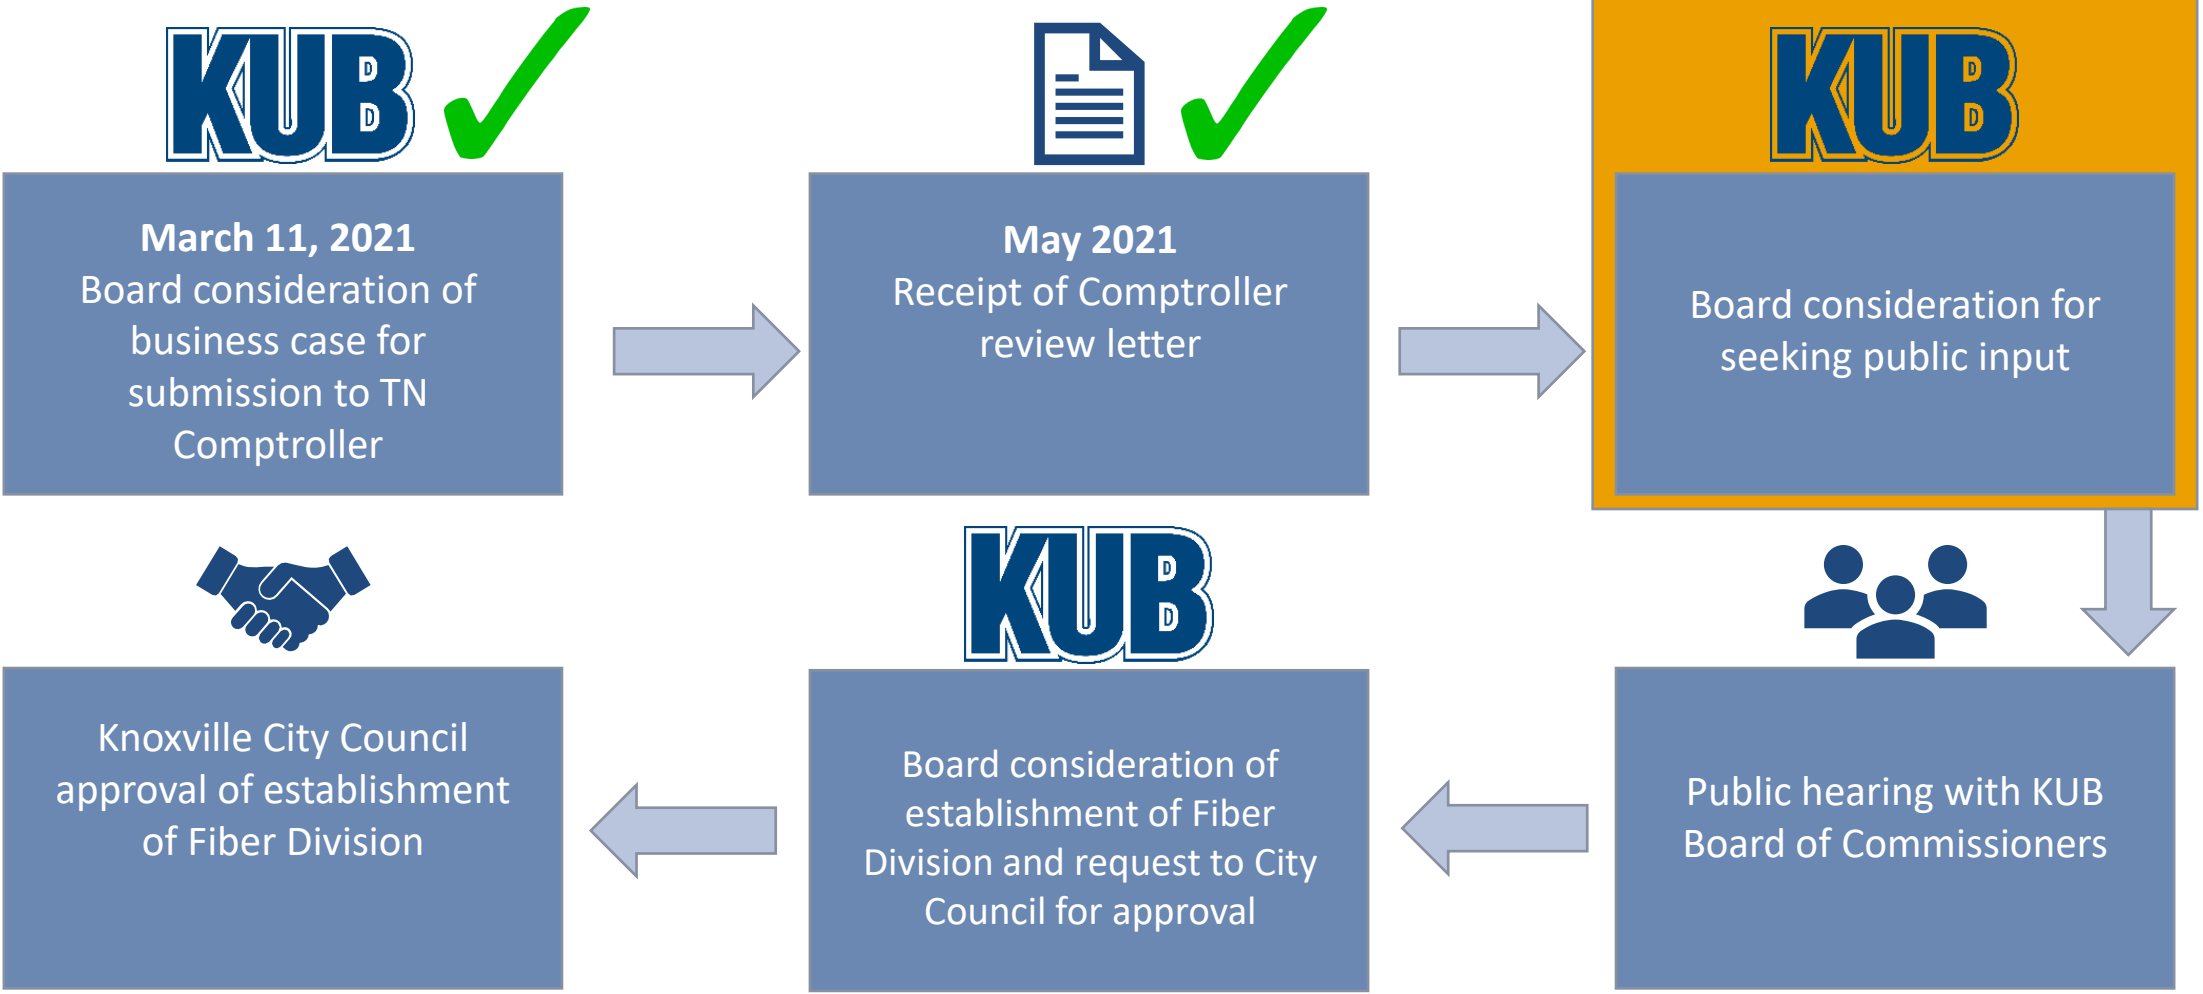 KUB
March 11, 2021
Board consideration of
business case for
submission to TN
Comptroller
May 2021
Receipt of Comptroller
review letter
KUB
Board consideration for
seeking public input
Public hearing with KUB
Board of Commissioners
KUB
Board consideration of
establishment of Fiber
Division and request to City
Council for approval
Knoxville City Council
approval of establishment
of Fiber Division